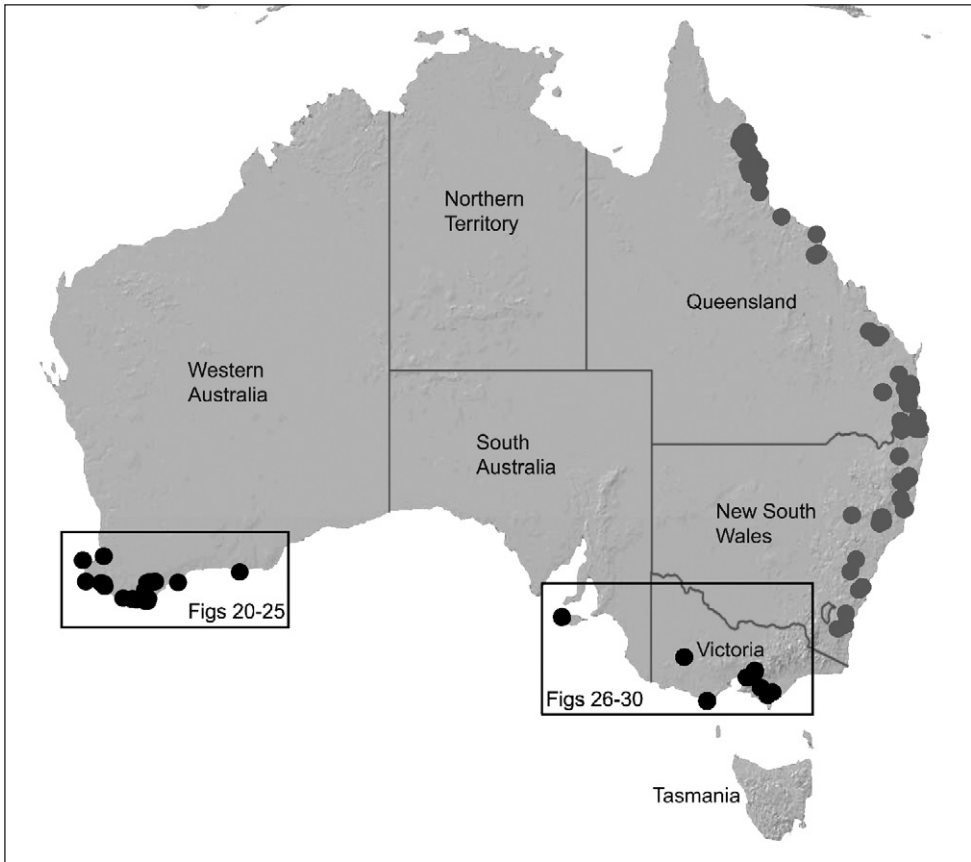 Northern
Territory
Queensland
Western
Australia
South
Australia
New South
Wales
Figs 20-25
Victoria
Figs 26-30
Tasmania